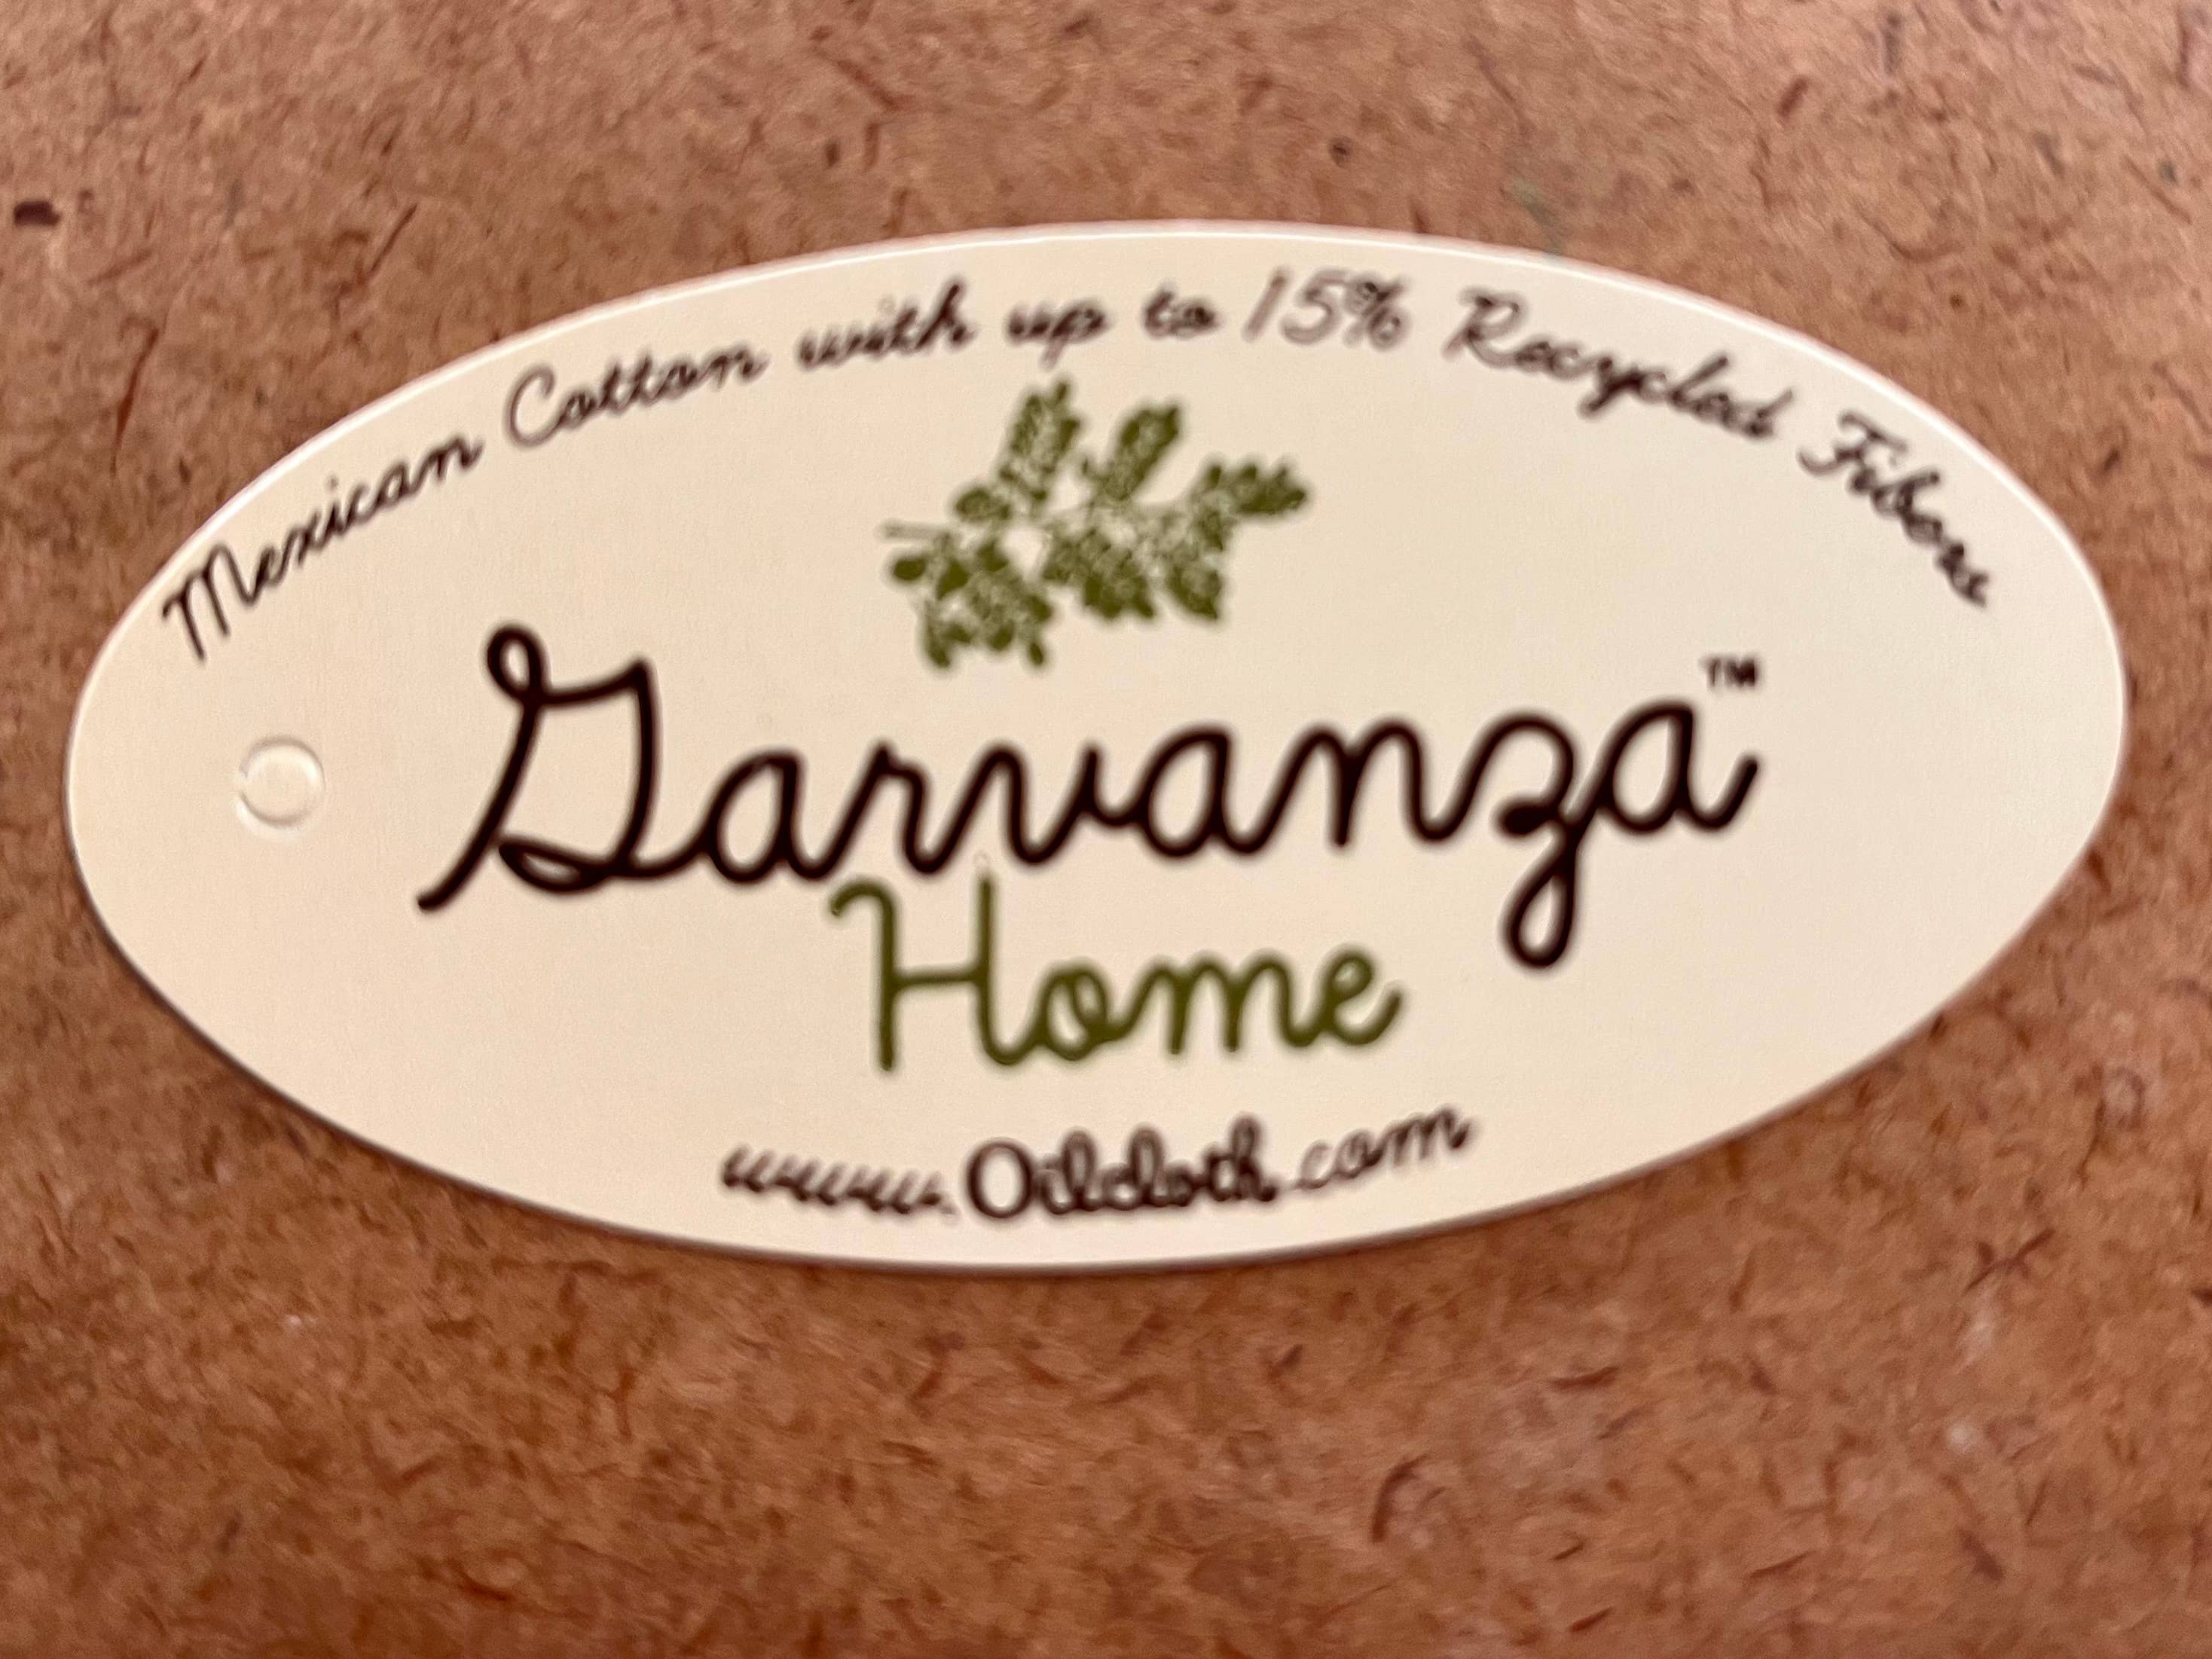 Mexican Cotton with up to 15% Recycled Fibers
Garvanza™
Home
www.Oilcloth.com